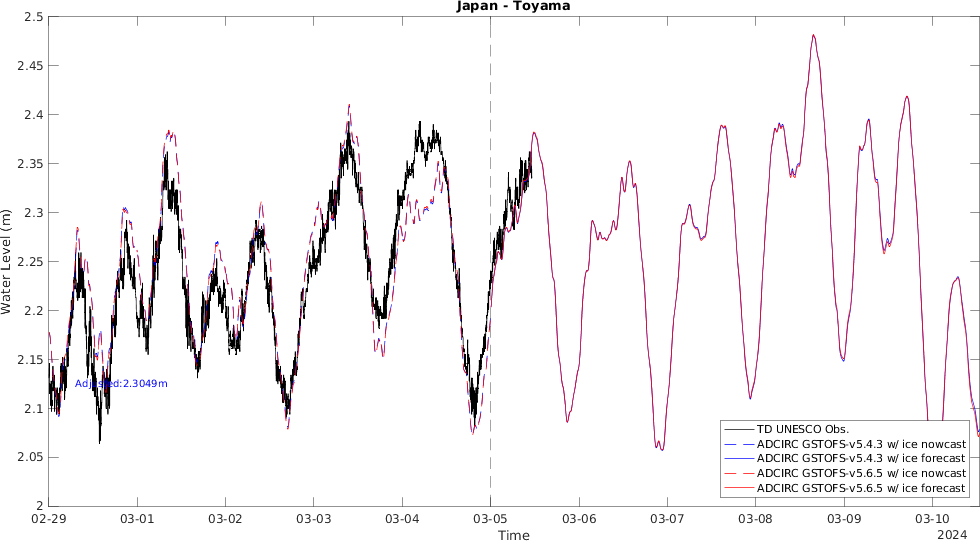 Japan - Toyama
2.5
2.45
2.4
2.35
2.3
2.25
2.2
2.15
2.1
2.05
2
Water Level (m)
Adjusted:2.3049m
TD UNESCO Obs.
ADCIRC GSTOFS-v5.4.3 w/ ice nowcast
ADCIRC GSTOFS-v5.4.3 w/ ice forecast
ADCIRC GSTOFS-v5.6.5 w/ ice nowcast
ADCIRC GSTOFS-v5.6.5 w/ ice forecast
02-29 03-01 03-02 03-03 03-04 03-05 03-06 03-07 03-08 03-09 03-10
Time
2024